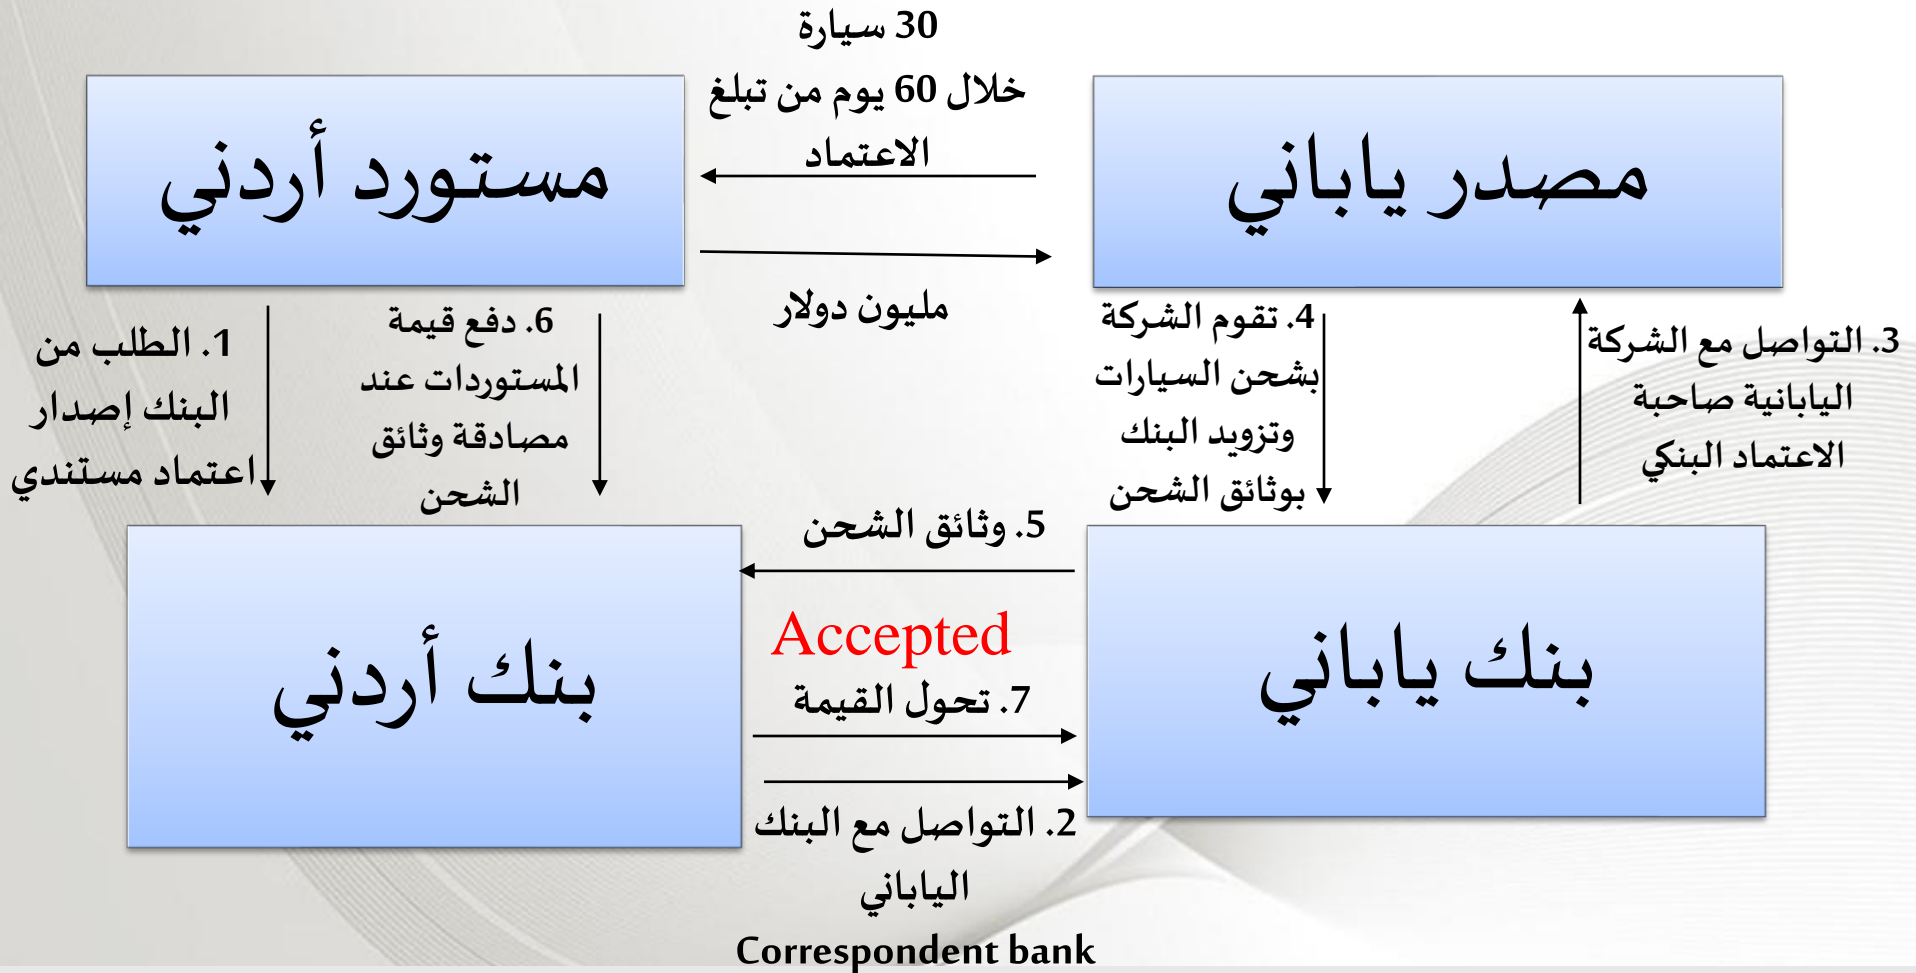 30 سيارة
خلال 60 يوم من تبلغ
الاعتماد
مستورد أردني
مصدر ياباني
مليون دولار
1. الطلب من
البنك إصدار
اعتماد مستندي
6. دفع قيمة
المستوردات عند
مصادقة وثائق
الشحن
4. تقوم الشركة
بشحن السيارات
وتزويد البنك
بوثائق الشحن
3. التواصل مع الشركة
اليابانية صاحبة
الاعتماد البنكي
5. وثائق الشحن
Accepted
7. تحول القيمة
بنك أردني
بنك ياباني
2. التواصل مع البنك
الياباني
Correspondent bank